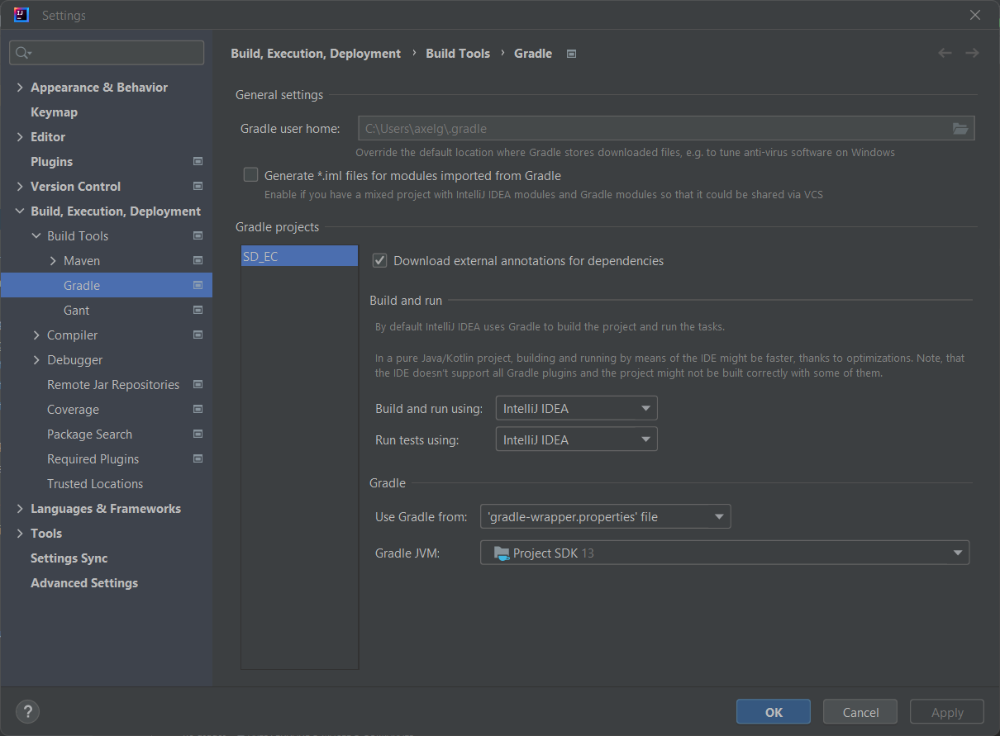 Settings
Build, Execution, Deployment › Build Tools › Gradle
Appearance & Behavior
Keymap
Editor
Plugins
Version Control
Build, Execution, Deployment
Build Tools
Maven
Gradle
Gant
Compiler
Debugger
Remote Jar Repositories
Coverage
Package Search
Required Plugins
Trusted Locations
Languages & Frameworks
Tools
Settings Sync
Advanced Settings
General settings
Gradle user home: C:\Users\axelg\.gradle
Override the default location where Gradle stores downloaded files, e.g. to tune anti-virus software on Windows
Generate *.iml files for modules imported from Gradle
Enable if you have a mixed project with IntelliJ IDEA modules and Gradle modules so that it could be shared via VCS
Gradle projects
SD_EC
Download external annotations for dependencies
Build and run
By default IntelliJ IDEA uses Gradle to build the project and run the tasks.
In a pure Java/Kotlin project, building and running by means of the IDE might be faster, thanks to optimizations. Note, that
the IDE doesn't support all Gradle plugins and the project might not be built correctly with some of them.
Build and run using: IntelliJ IDEA
Run tests using: IntelliJ IDEA
Gradle
Use Gradle from: 'gradle-wrapper.properties' file
Gradle JVM: Project SDK 13
?
OK
Cancel
Apply